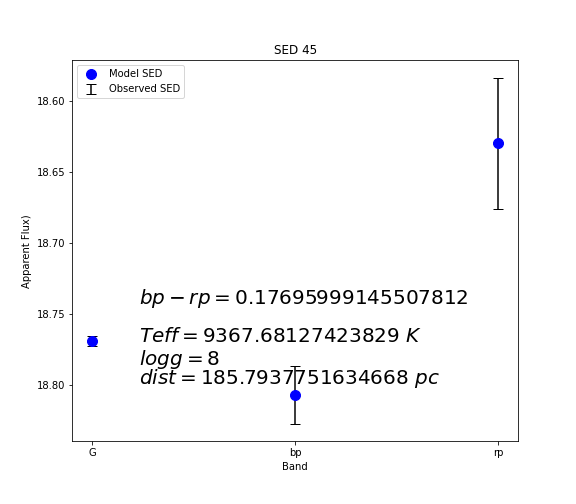 SED 45
Model SED
Observed SED
18.60
18.65
18.70
18.75
18.80
Apparent Flux)
bp − rp = 0.17695999145507812
Teff = 9367.68127423829 K
logg = 8
dist = 185.7937751634668 pc
G
bp
rp
Band